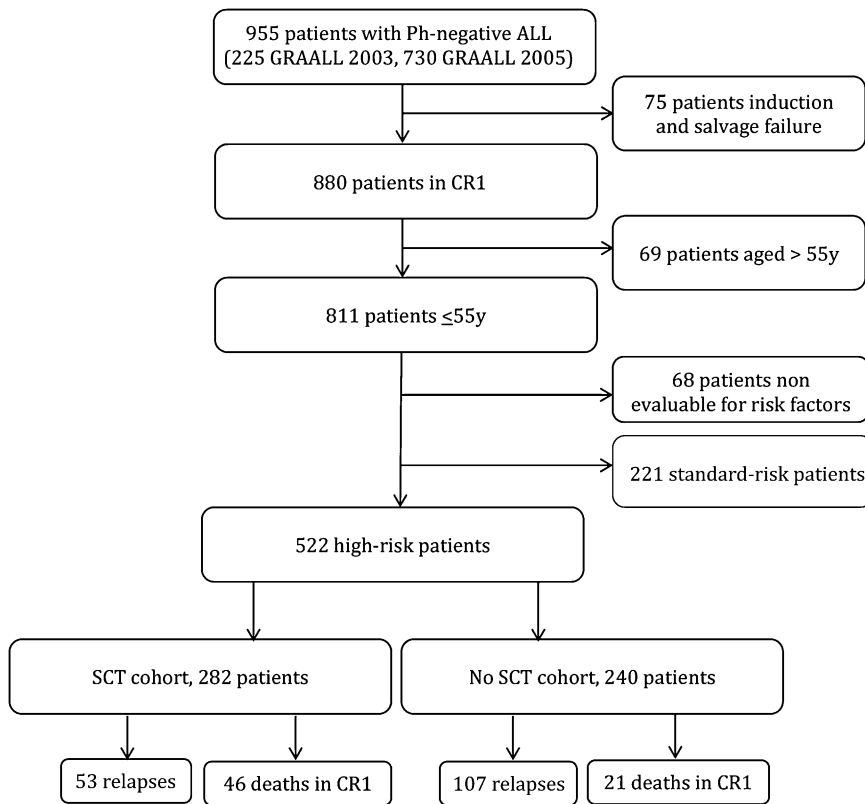 955 patients with Ph-negative ALL
(225 GRAALL 2003, 730 GRAALL 2005)
75 patients induction
and salvage failure
880 patients in CR1
69 patients aged > 55y
811 patients ≤55y
68 patients non
evaluable for risk factors
221 standard-risk patients
522 high-risk patients
SCT cohort, 282 patients
No SCT cohort, 240 patients
53 relapses
46 deaths in CR1
107 relapses
21 deaths in CR1